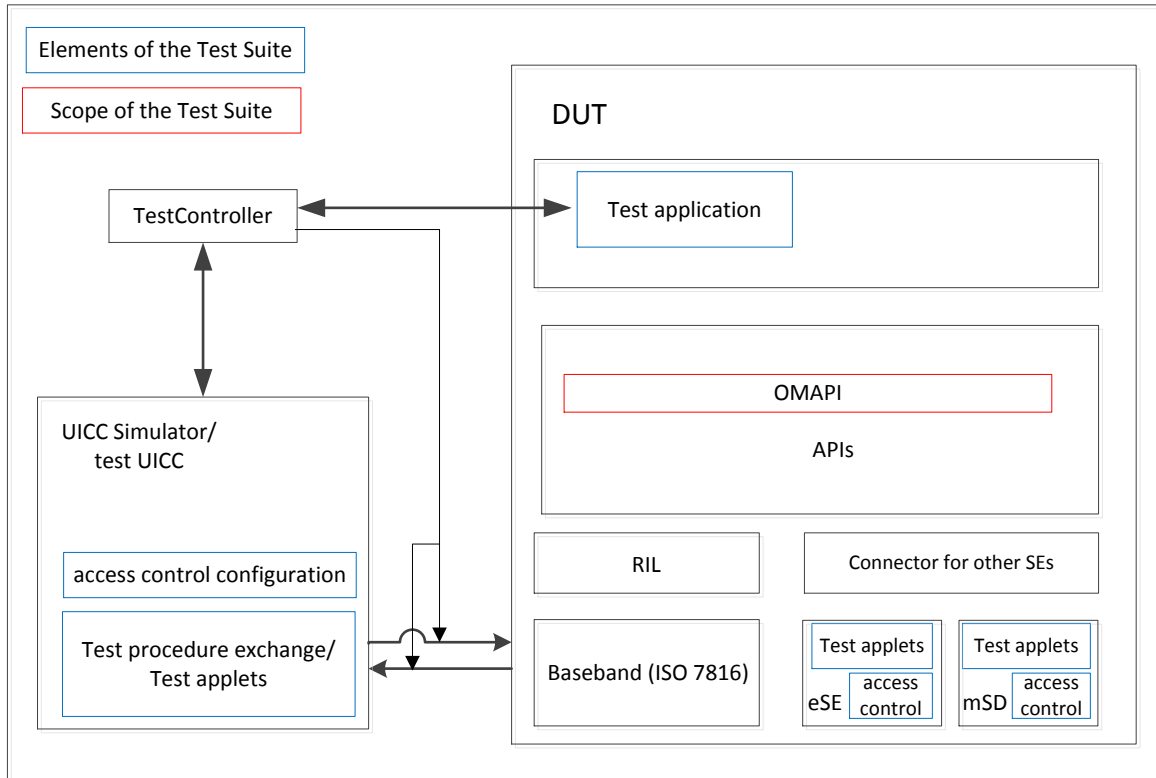 Elements of the Test Suite
Scope of the Test Suite
DUT
TestController
Test application
OMAPI
APIs
UICC Simulator/
test UICC
access control configuration
Test procedure exchange/
Test applets
RIL
Connector for other SEs
Baseband (ISO 7816)
Test applets
eSE
access
control
Test applets
mSD
access
control